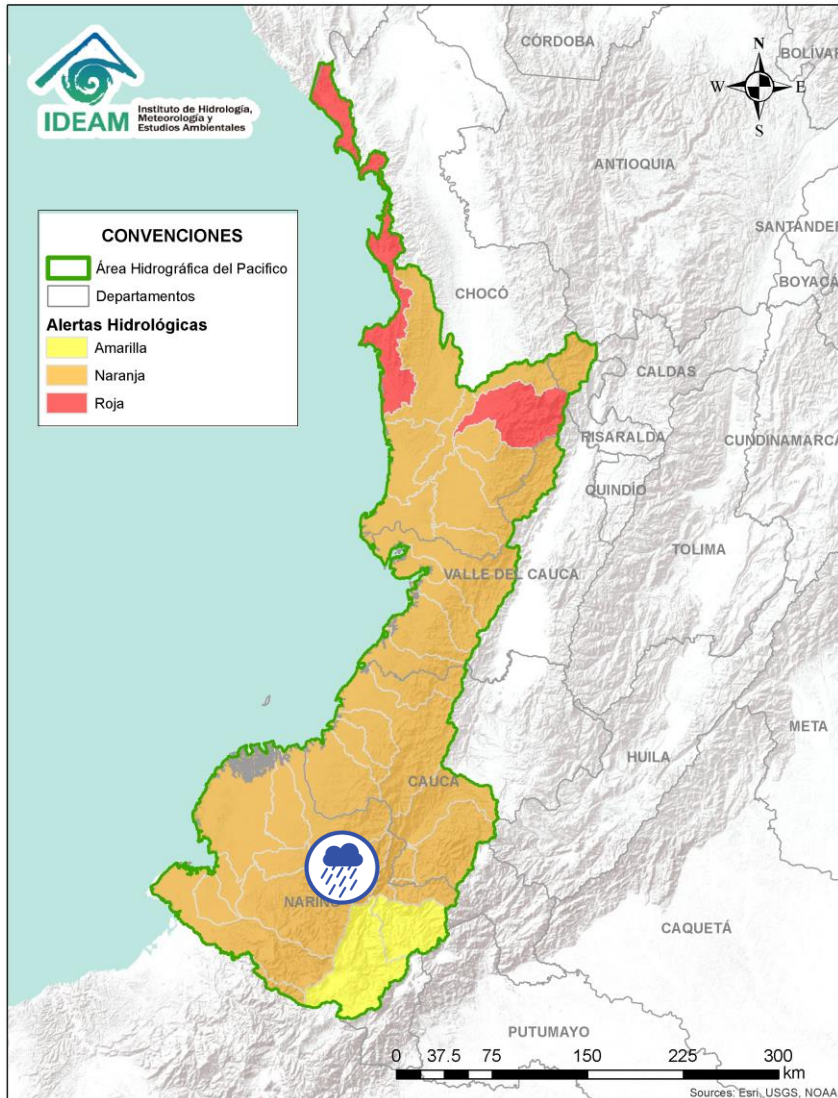 CÓRDOBA
BOLÍVAR
N
W
E
S
IDEAM
Instituto de Hidrología,
Meteorología y
Estudios Ambientales
ANTIOQUIA
SANTANDER
BOYACÁ
CONVENCIONES
Área Hidrográfica del Pacifico
Departamentos
Alertas Hidrológicas
Amarilla
Naranja
Roja
CHOCÓ
CALDAS
RISARALDA
CUNDINAMARCA
QUINDÍO
TOLIMA
VALLE DEL CAUCA
META
HUILA
CAUCA
NARIÑO
CAQUETÁ
PUTUMAYO
0 37.5 75 150 225 300
km
Sources: Esri, USGS, NOAA